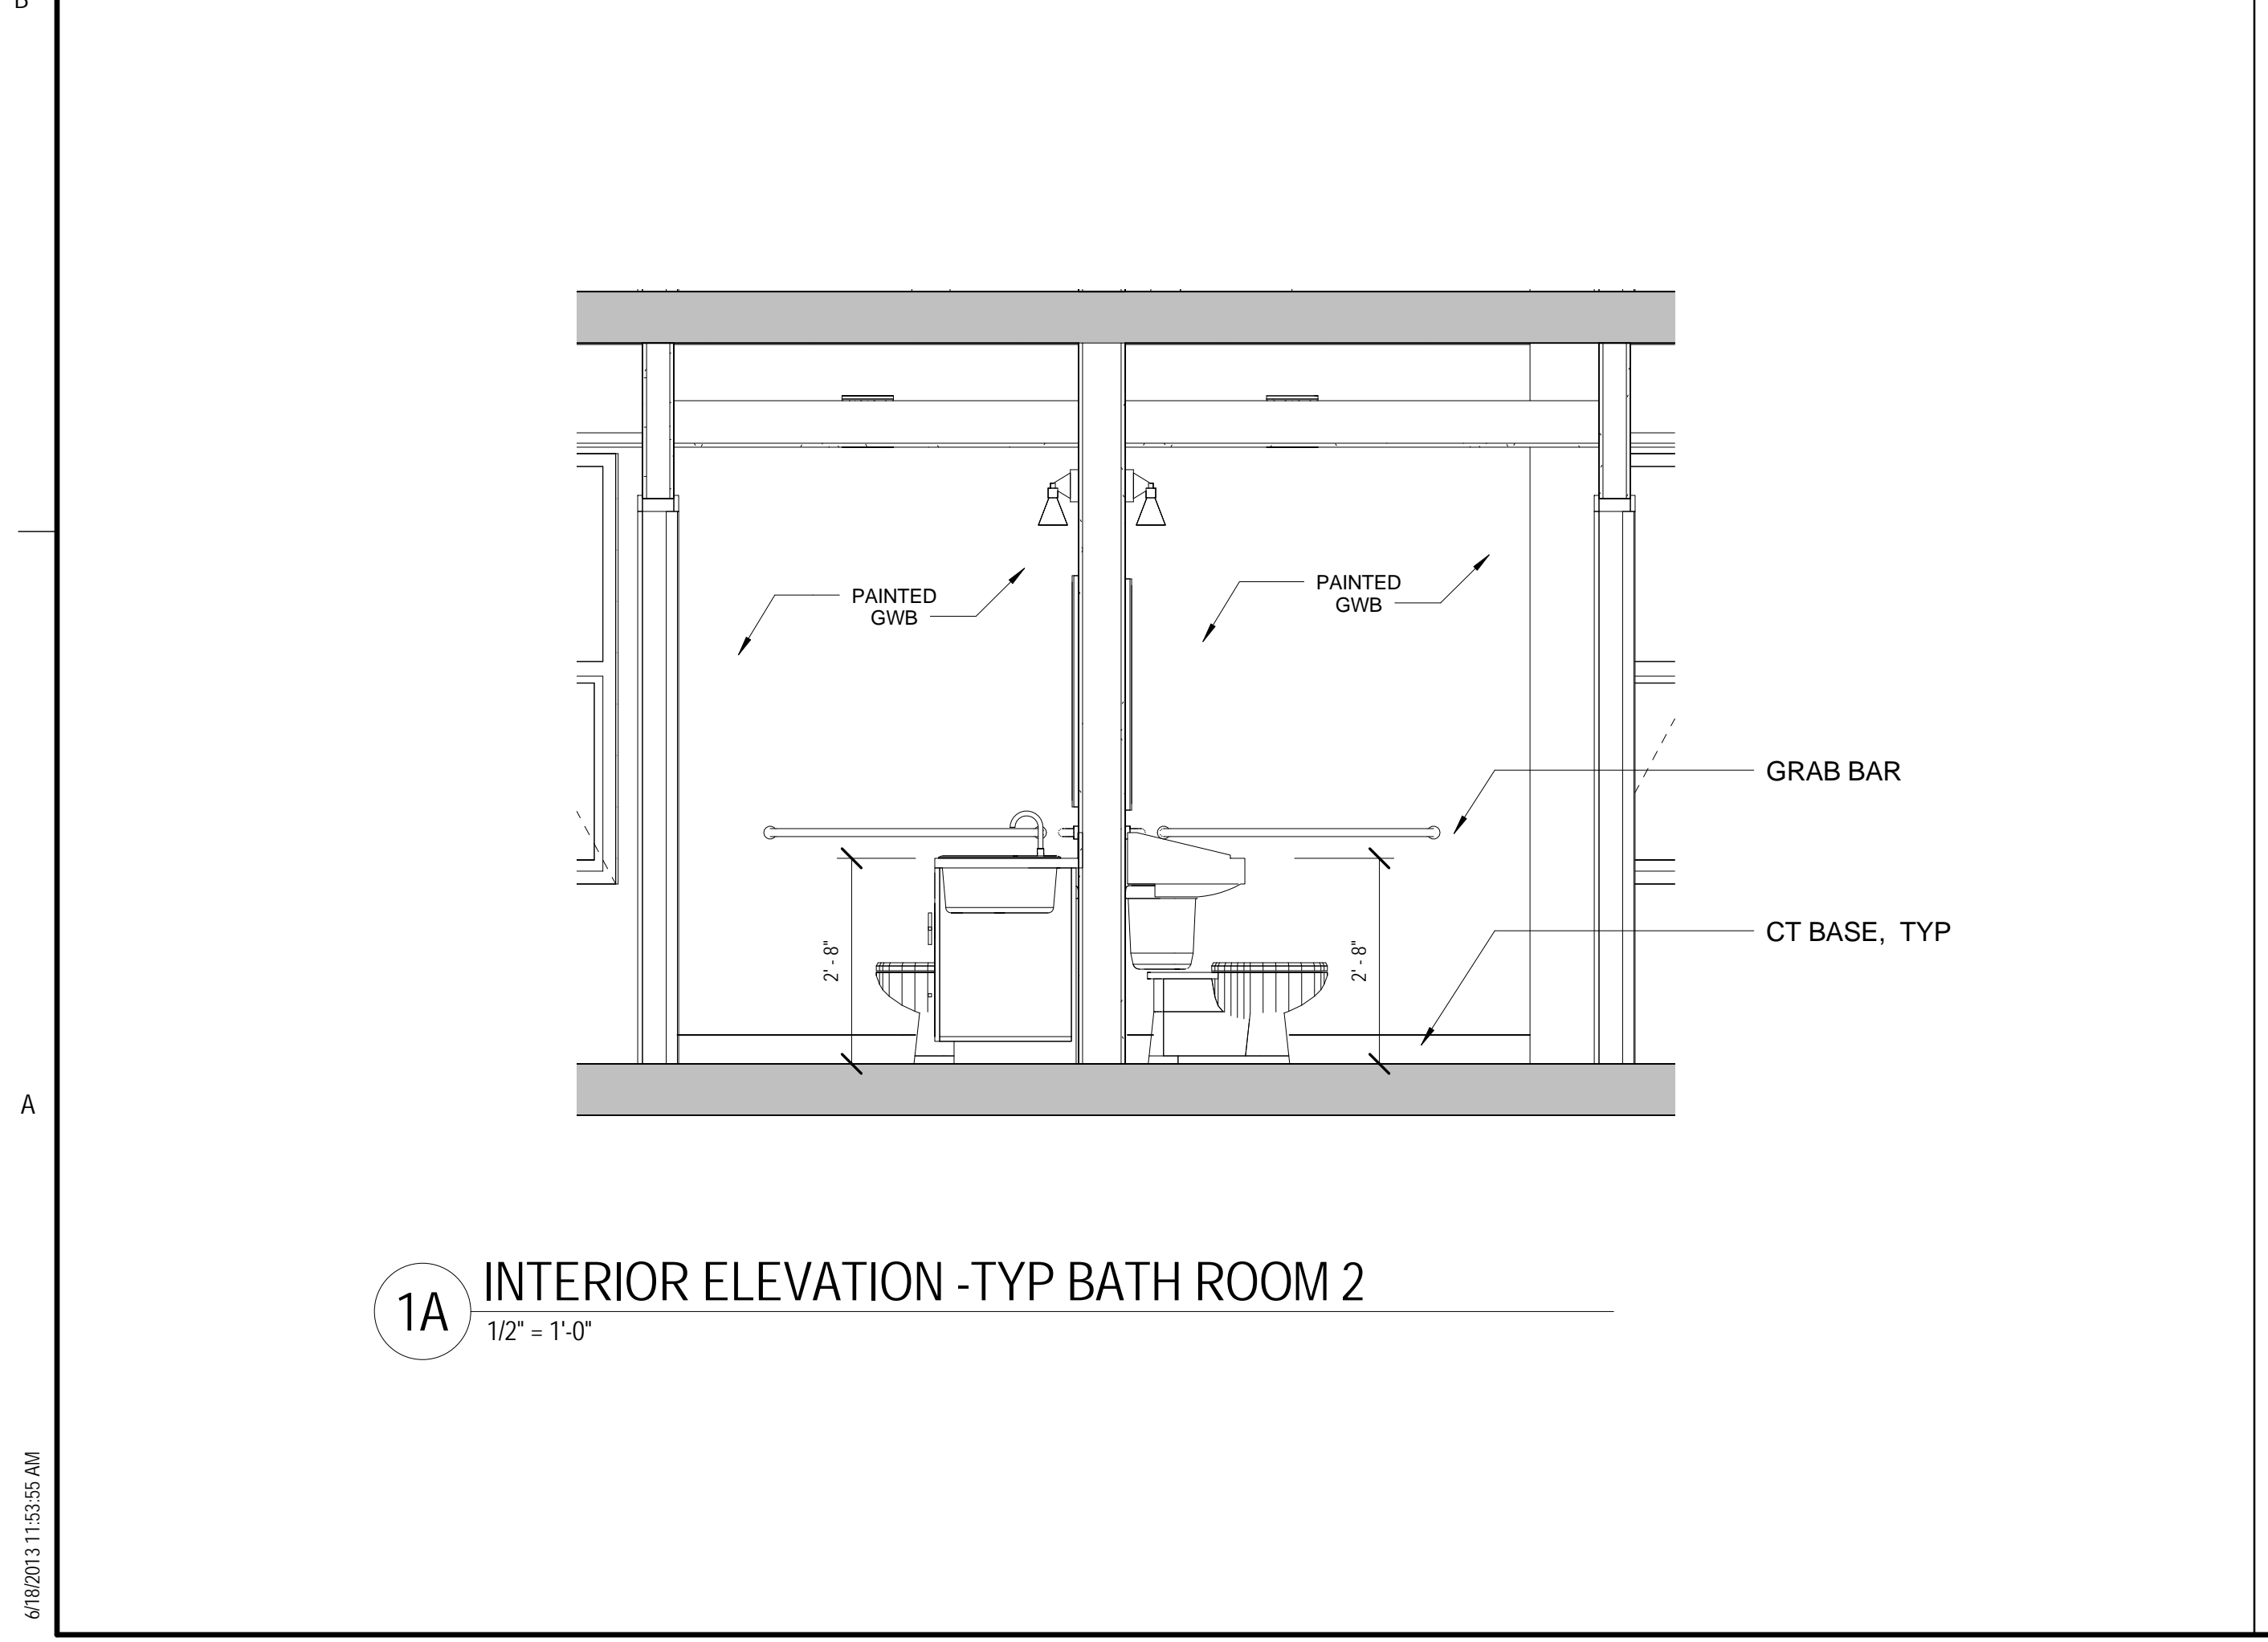 B
PAINTED
GWB
PAINTED
GWB
GRAB BAR
2' - 8"
2' - 8"
CT BASE,  TYP
A
1A
INTERIOR ELEVATION -TYP BATH ROOM 2
1/2" = 1'-0"
6/18/2013 11:53:55 AM